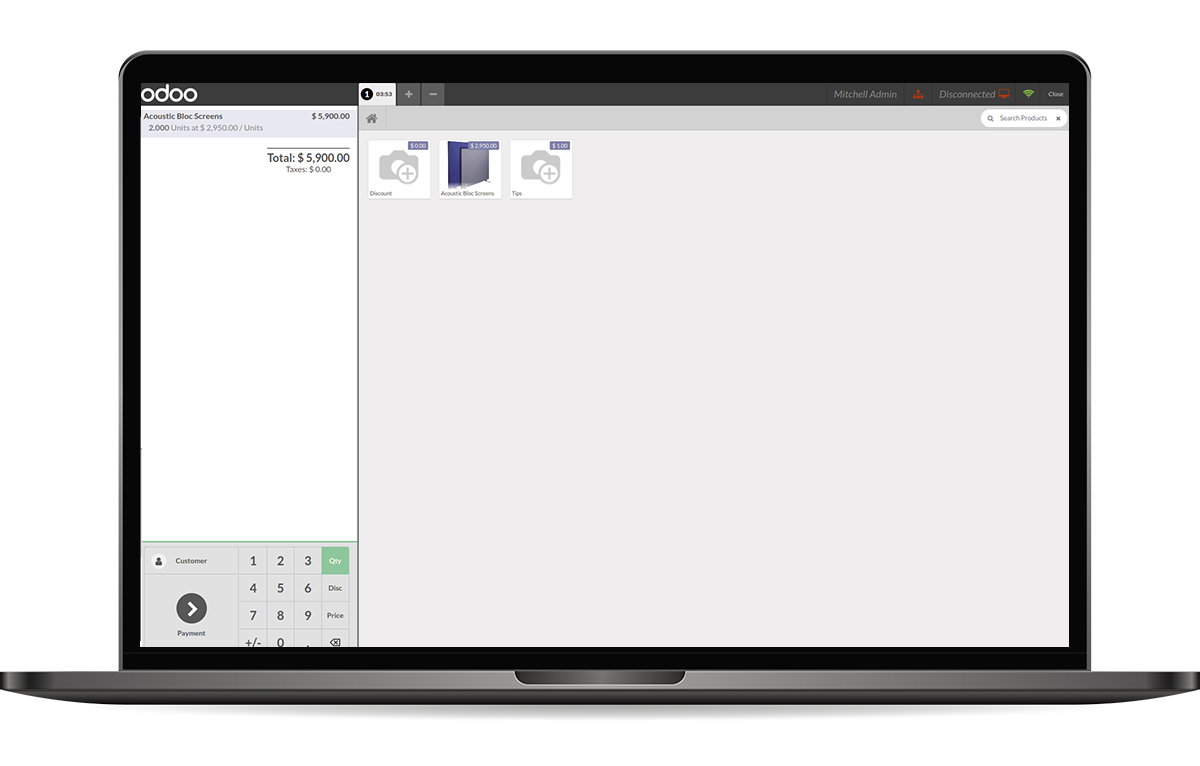 odoo
1 03:53 + −
Mitchell Admin Disconnected Close
Search Products ×
Acoustic Bloc Screens $ 5,900.00
2.000 Units at $ 2,950.00 / Units
Total: $ 5,900.00
Taxes: $ 0.00
$ 0.00
Discount
$ 2,950.00
Acoustic Bloc Screens
$ 1.00
Tips
Customer
Payment
1 2 3 Qty
4 5 6 Disc
7 8 9 Price
+/- 0 .